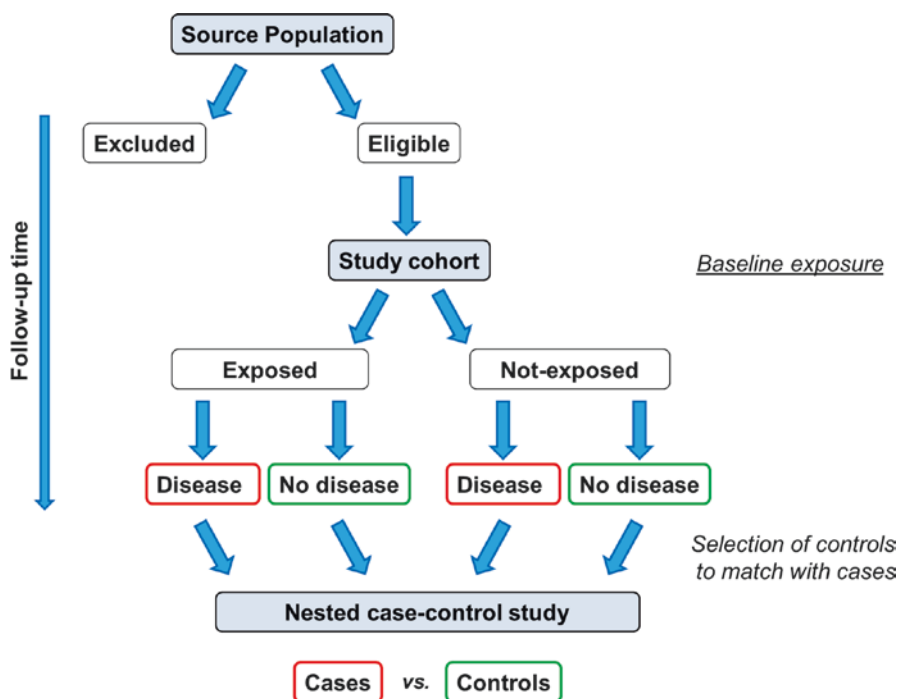 Source Population
Excluded
Eligible
Follow-up time
Study cohort
Baseline exposure
Exposed
Not-exposed
Disease
No disease
Disease
No disease
Selection of controls
to match with cases
Nested case-control study
Cases vs. Controls